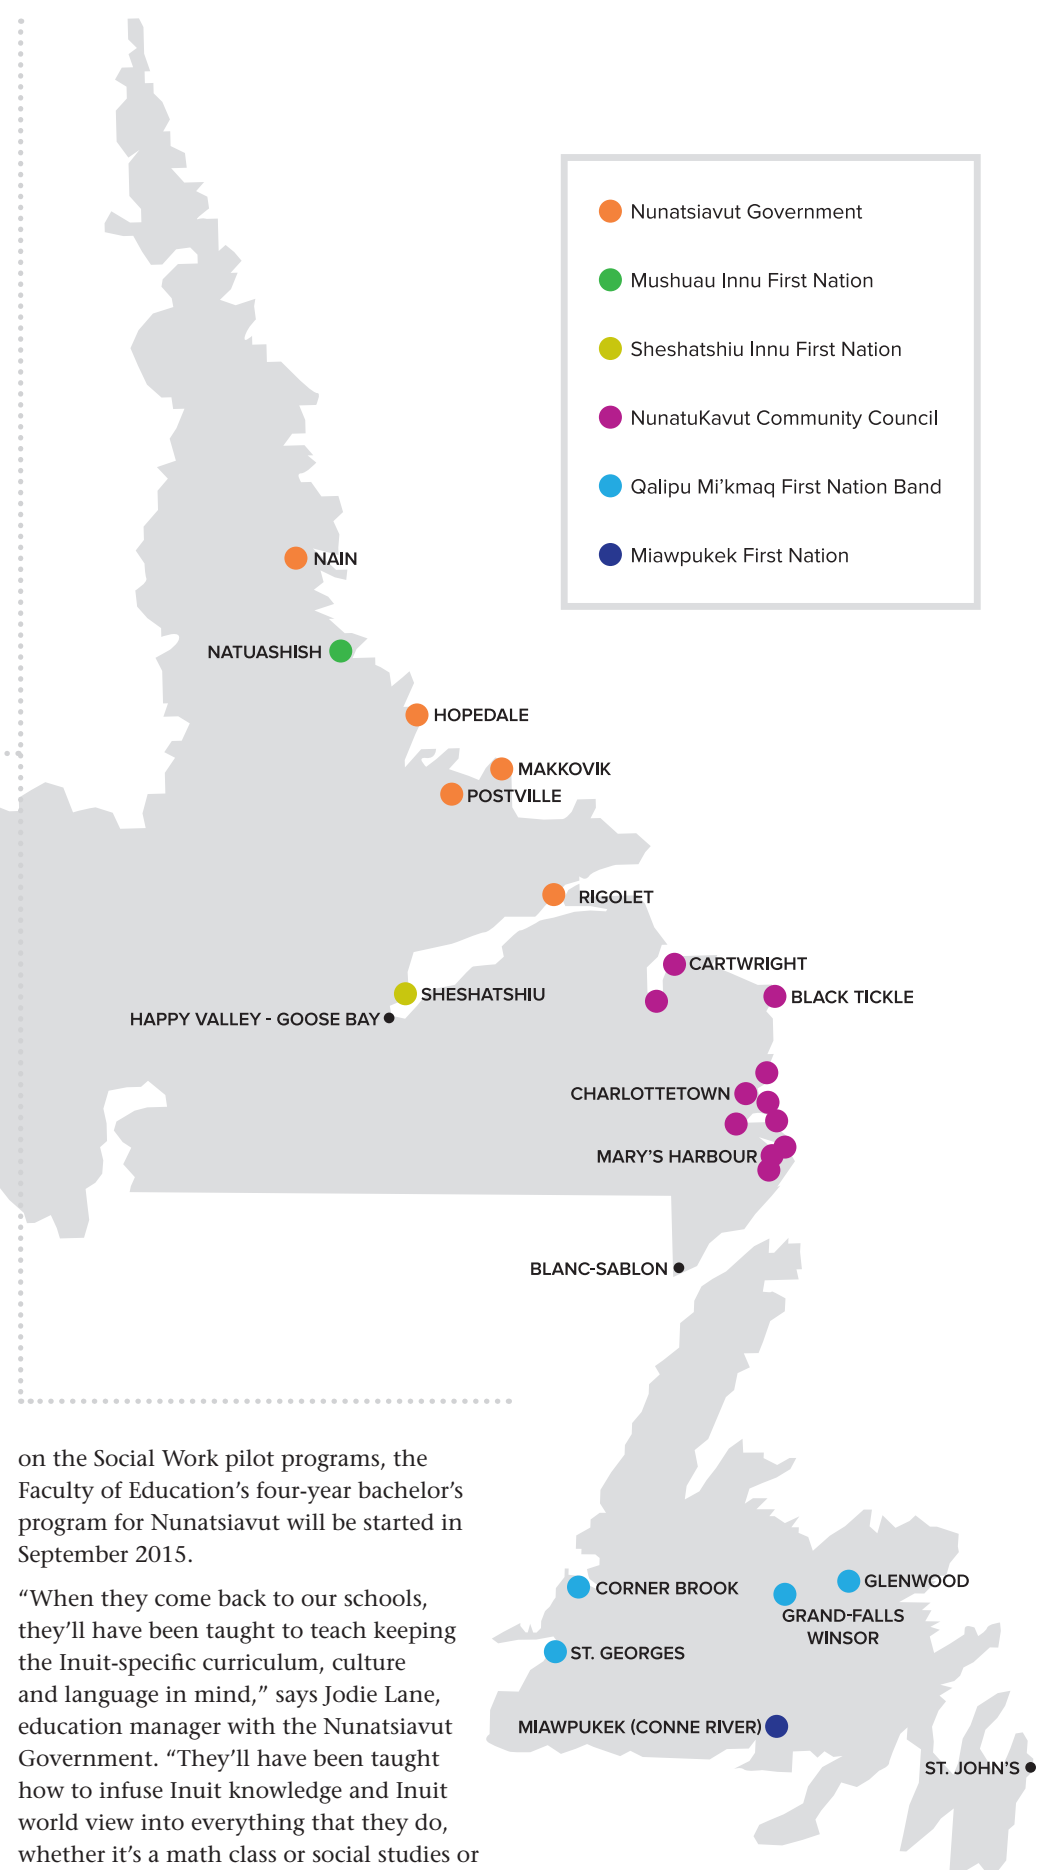 Nunatsiavut Government
Mushuau Innu First Nation
Sheshatshiu Innu First Nation
NunatuKavut Community Council
Qalipu Mi’kmaq First Nation Band
Miawpukek First Nation
NAIN
NATUASHISH
HOPEDALE
MAKKOVIK
POSTVILLE
RIGOLET
CARTWRIGHT
SHESHATSHIU
BLACK TICKLE
HAPPY VALLEY - GOOSE BAY
CHARLOTTETOWN
MARY’S HARBOUR
BLANC-SABLON
on the Social Work pilot programs, the
Faculty of Education’s four-year bachelor’s
program for Nunatsiavut will be started in
September 2015.
“When they come back to our schools,
they’ll have been taught to teach keeping
the Inuit-specific curriculum, culture
and language in mind,” says Jodie Lane,
education manager with the Nunatsiavut
Government. “They’ll have been taught
how to infuse Inuit knowledge and Inuit
world view into everything that they do,
whether it’s a math class or social studies or
CORNER BROOK
GLENWOOD
GRAND-FALLS
WINSOR
ST. GEORGES
MIAWPUKEK (CONNE RIVER)
ST. JOHN’S